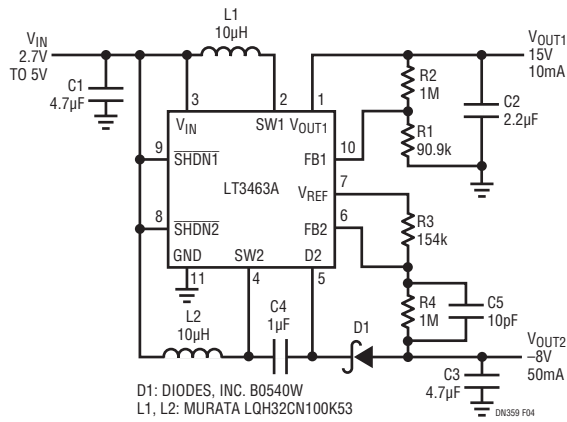 L1
10µH
VIN
2.7V
TO 5V
C1
4.7µF
VOUT1
15V
10mA
R2
1M
C2
2.2µF
R1
90.9k
3
2
1
VIN
SW1
VOUT1
9
SHDN1
FB1
10
LT3463A
VREF
7
8
SHDN2
FB2
6
R3
154k
GND
SW2
D2
11
4
5
L2
10µH
C4
1µF
D1
R4
1M
C5
10pF
VOUT2
–8V
50mA
C3
4.7µF
D1: DIODES, INC. B0540W
L1, L2: MURATA LQH32CN100K53
DN359 F04